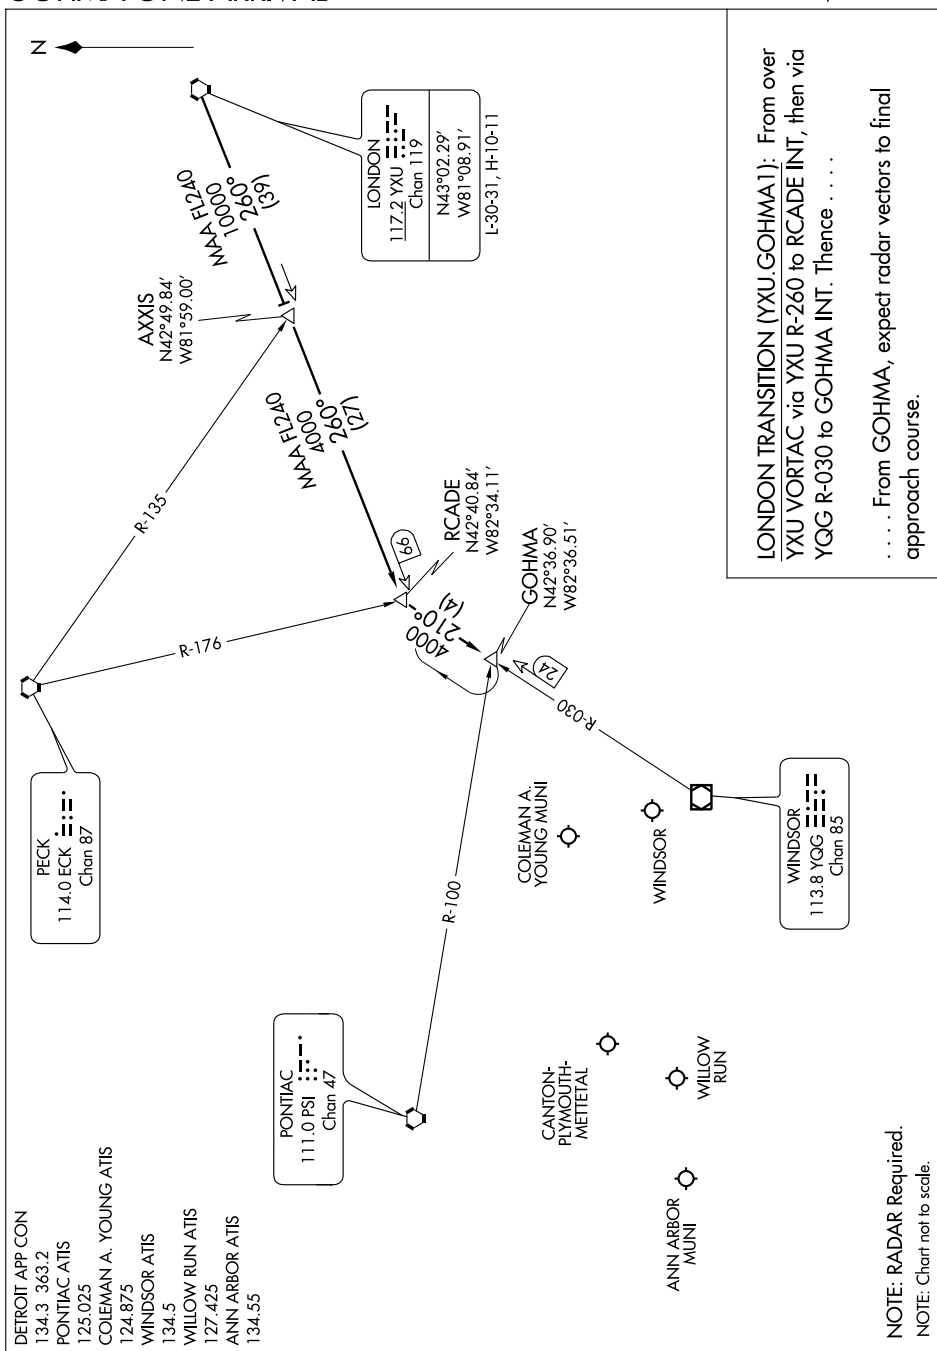 DETROIT APP CON
134.3 363.2
PONTIAC ATIS
125.025
COLEMAN A. YOUNG ATIS
124.875
WINDSOR ATIS
134.5
WILLOW RUN ATIS
127.425
ANN ARBOR ATIS
134.55
N
PECK
114.0 ECK
Chan 87
R-135
R-176
AXXIS
N42°49.84′
W81°59.00′
MAA FL240
10000
260°
(39)
LONDON
117.2 YXU
Chan 119
N43°02.29′
W81°08.91′
L-30-31, H-10-11
MAA FL240
4000
260°
(27)
66
RCADE
N42°40.84′
W82°34.11′
4000
210°
(4)
GOHMA
N42°36.90′
W82°36.51′
24
R-030
PONTIAC
111.0 PSI
Chan 47
R-100
COLEMAN A.
YOUNG MUNI
WINDSOR
WINDSOR
113.8 YQG
Chan 85
CANTON-
PLYMOUTH-
METTETAL
WILLOW
RUN
ANN ARBOR
MUNI
NOTE: RADAR Required.
NOTE: Chart not to scale.
LONDON TRANSITION (YXU.GOHMA1): From over
YXU VORTAC via YXU R-260 to RCADE INT, then via
YQG R-030 to GOHMA INT. Thence . . . .
. . . . From GOHMA, expect radar vectors to final
approach course.